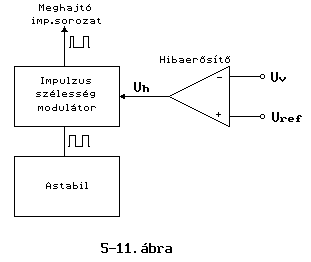 Meghajtó
imp.sorozat
Hibaerősítő
Impulzus
szélesség
modulátor
Uh
-
Uv
+
Uref
Astabil
5-11.ábra